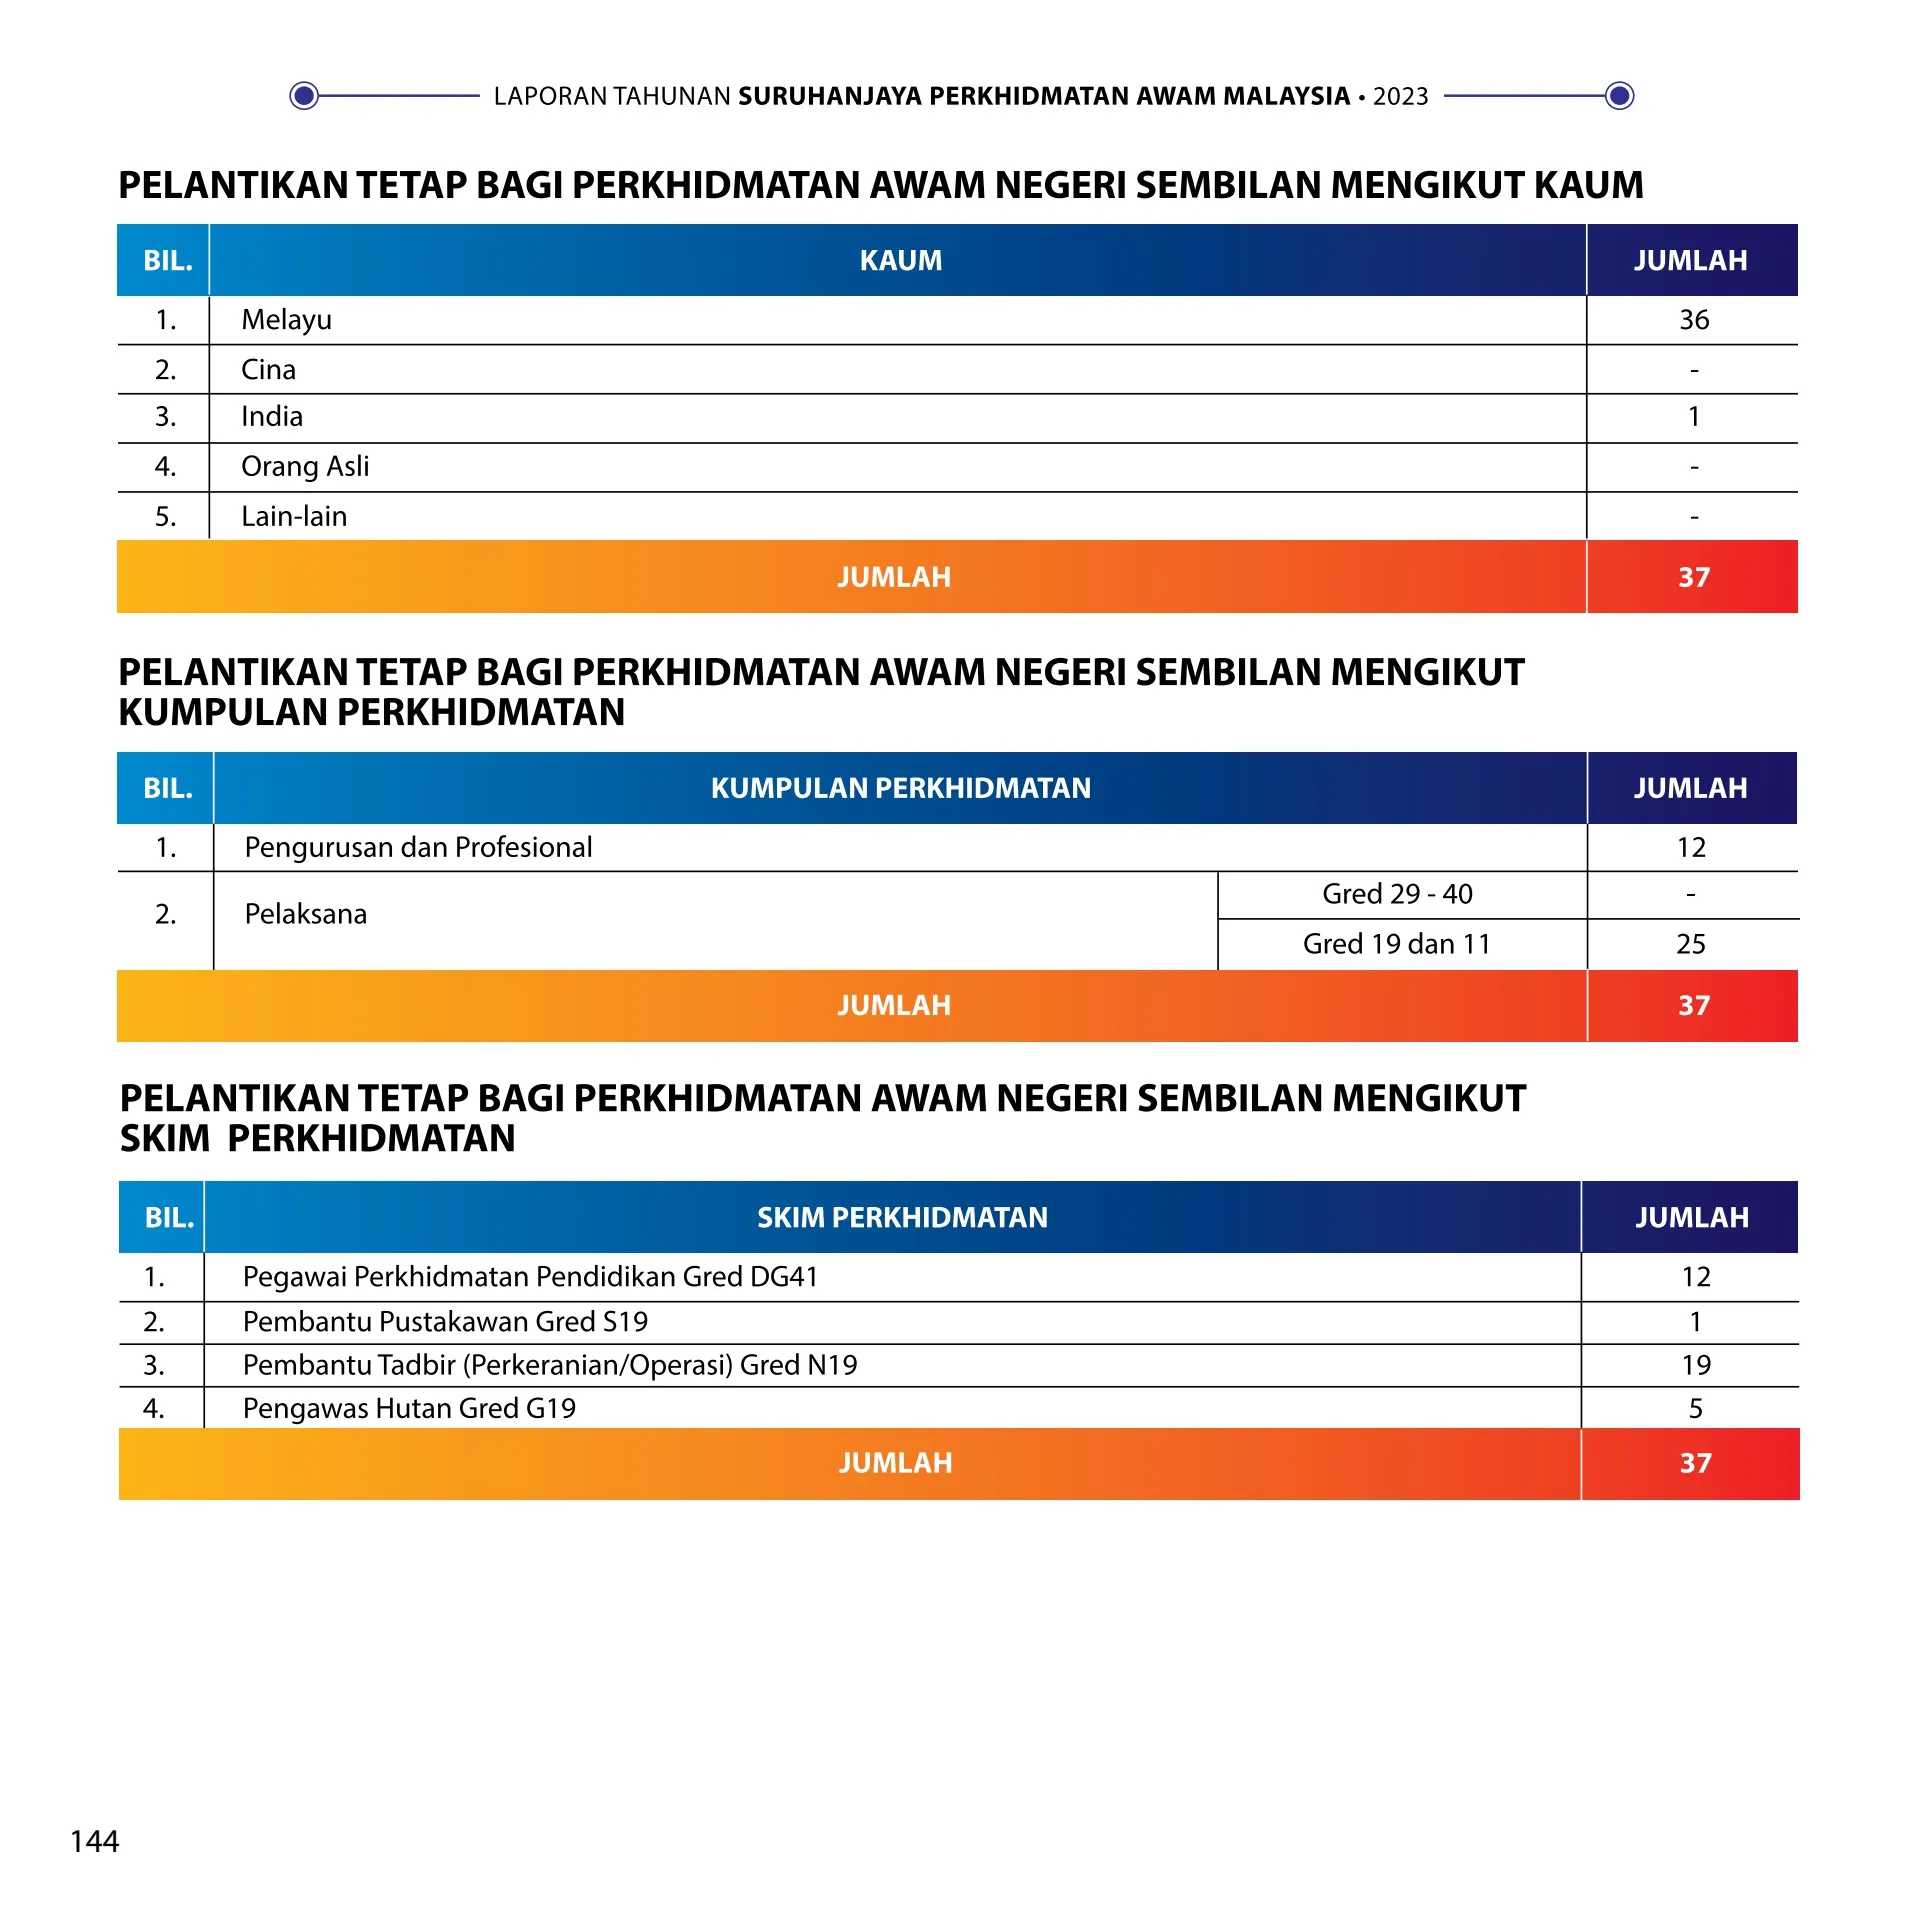 LAPORAN TAHUNAN SURUHANJAYA PERKHIDMATAN AWAM MALAYSIA • 2023
PELANTIKAN TETAP BAGI PERKHIDMATAN AWAM NEGERI SEMBILAN MENGIKUT KAUM
BIL. KAUM JUMLAH
1. Melayu 36
2. Cina -
3. India 1
4. Orang Asli -
5. Lain-lain -
JUMLAH 37
PELANTIKAN TETAP BAGI PERKHIDMATAN AWAM NEGERI SEMBILAN MENGIKUT
KUMPULAN PERKHIDMATAN
BIL. KUMPULAN PERKHIDMATAN JUMLAH
1. Pengurusan dan Profesional 12
2. Pelaksana Gred 29 - 40 -
Gred 19 dan 11 25
JUMLAH 37
PELANTIKAN TETAP BAGI PERKHIDMATAN AWAM NEGERI SEMBILAN MENGIKUT
SKIM PERKHIDMATAN
BIL. SKIM PERKHIDMATAN JUMLAH
1. Pegawai Perkhidmatan Pendidikan Gred DG41 12
2. Pembantu Pustakawan Gred S19 1
3. Pembantu Tadbir (Perkeranian/Operasi) Gred N19 19
4. Pengawas Hutan Gred G19 5
JUMLAH 37
144